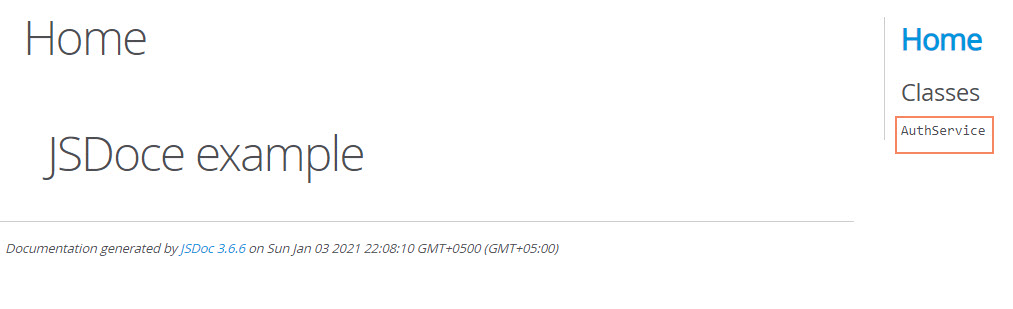 Home
JSDoce example
Documentation generated by JSDoc 3.6.6 on Sun Jan 03 2021 22:08:10 GMT+0500 (GMT+05:00)
Home
Classes
AuthService